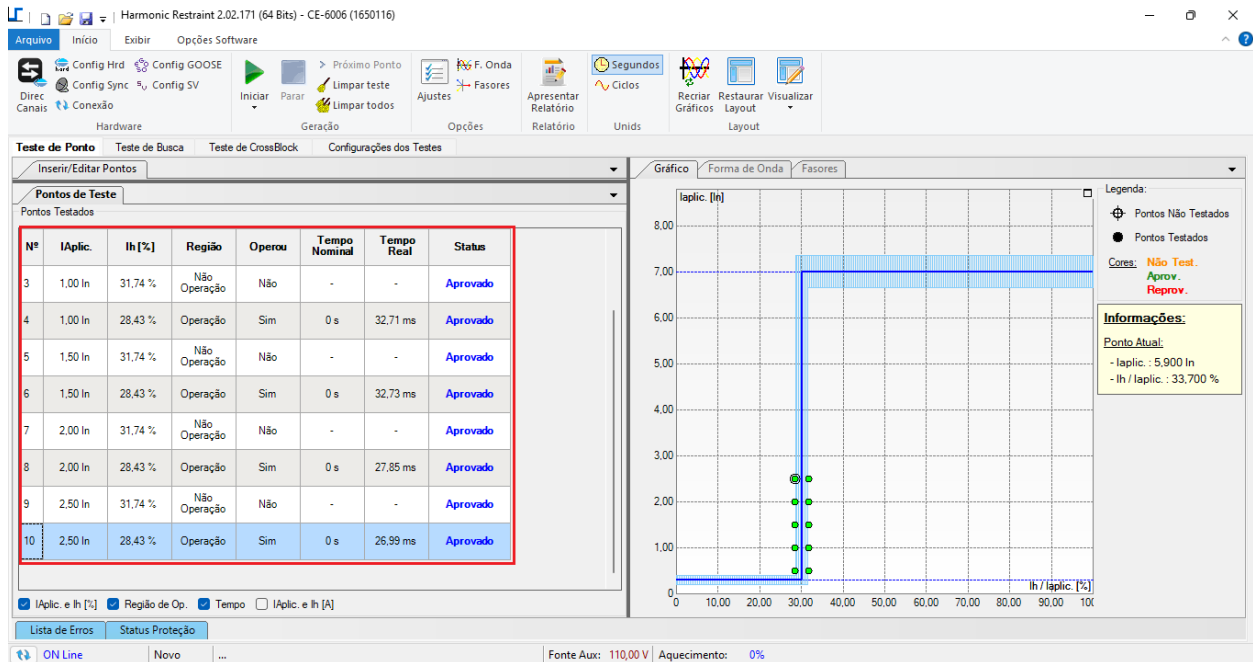 Harmonic Restraint 2.02.171 (64 Bits) - CE-6006 (1650116)
Arquivo Início Exibir Opções Software
Direc Canais
Config Hrd Config GOOSE
Config Sync Config SV
Conexão
Hardware
Iniciar Parar
Próximo Ponto
Limpar teste
Limpar todos
Geração
Ajustes
F. Onda
Fasores
Opções
Apresentar Relatório
Relatório
Segundos
Ciclos
Unids
Recriar Gráficos
Restaurar Layout
Visualizar
Layout
Teste de Ponto Teste de Busca Teste de CrossBlock Configurações dos Testes
Inserir/Editar Pontos
Pontos de Teste
Pontos Testados
Nº IAplic. Ih [%] Região Operou Tempo Nominal Tempo Real Status
3 1,00 In 31,74 % Não Operação Não - - Aprovado
4 1,00 In 28,43 % Operação Sim 0 s 32,71 ms Aprovado
5 1,50 In 31,74 % Não Operação Não - - Aprovado
6 1,50 In 28,43 % Operação Sim 0 s 32,73 ms Aprovado
7 2,00 In 31,74 % Não Operação Não - - Aprovado
8 2,00 In 28,43 % Operação Sim 0 s 27,85 ms Aprovado
9 2,50 In 31,74 % Não Operação Não - - Aprovado
10 2,50 In 28,43 % Operação Sim 0 s 26,99 ms Aprovado
IAplic. e Ih [%] Região de Op. Tempo IAplic. e Ih [A]
Gráfico Forma de Onda Fasores
Iaplic. [In]
8,00
7,00
6,00
5,00
4,00
3,00
2,00
1,00
0
Ih / Iaplic. [%]
0 10,00 20,00 30,00 40,00 50,00 60,00 70,00 80,00 90,00 100
Legenda:
Pontos Não Testados
Pontos Testados
Cores: Não Test.
Aprov.
Reprov.
Informações:
Ponto Atual:
- Iaplic. : 5,900 In
- Ih / Iaplic. : 33,700 %
Lista de Erros Status Proteção
ON Line Novo ... Fonte Aux: 110,00 V Aquecimento: 0%